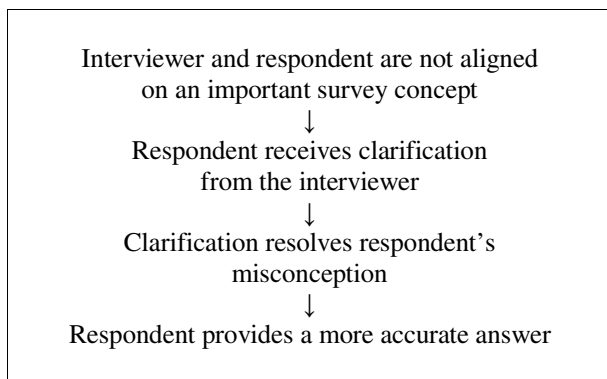 Interviewer and respondent are not aligned
on an important survey concept
↓
Respondent receives clarification
from the interviewer
↓
Clarification resolves respondent's
misconception
↓
Respondent provides a more accurate answer